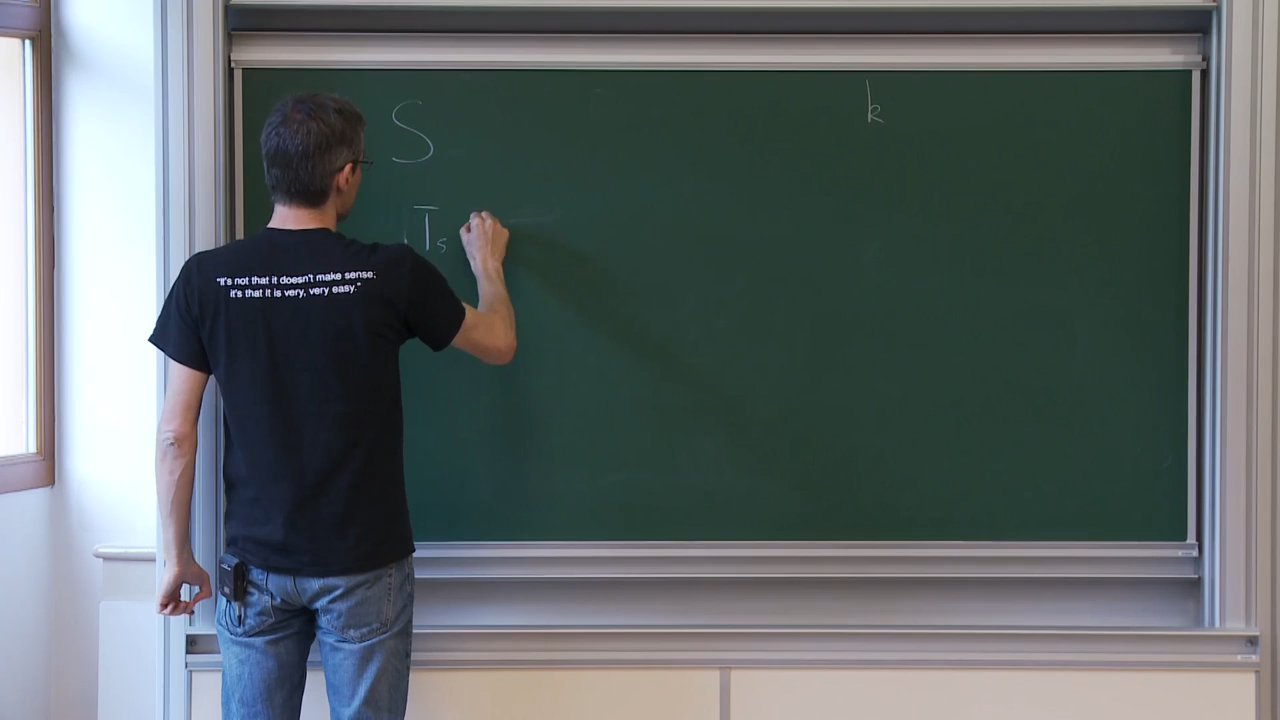 S
k
T_s
"It's not that it doesn't make sense;
it's that it is very, very easy."